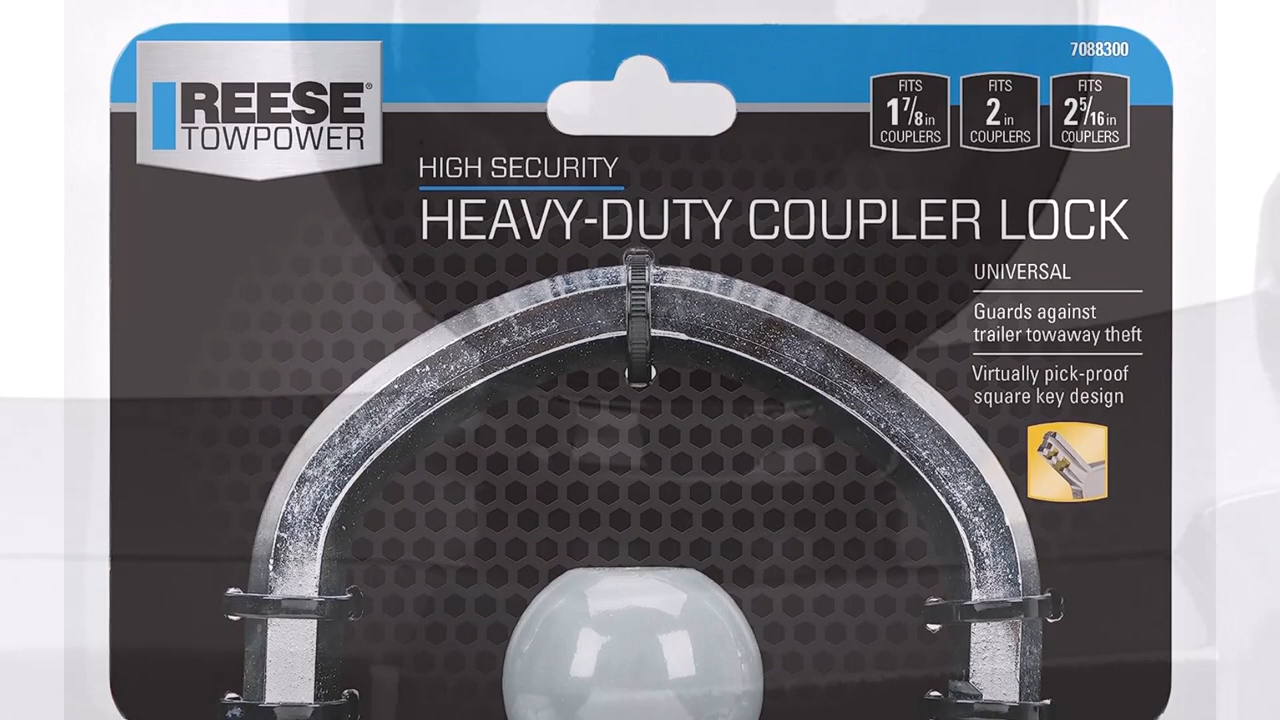 7088300
REESE®
TOWPOWER
FITS
1 7/8 in
COUPLERS
FITS
2 in
COUPLERS
FITS
2 5/16 in
COUPLERS
HIGH SECURITY
HEAVY-DUTY COUPLER LOCK
UNIVERSAL
Guards against
trailer towaway theft
Virtually pick-proof
square key design